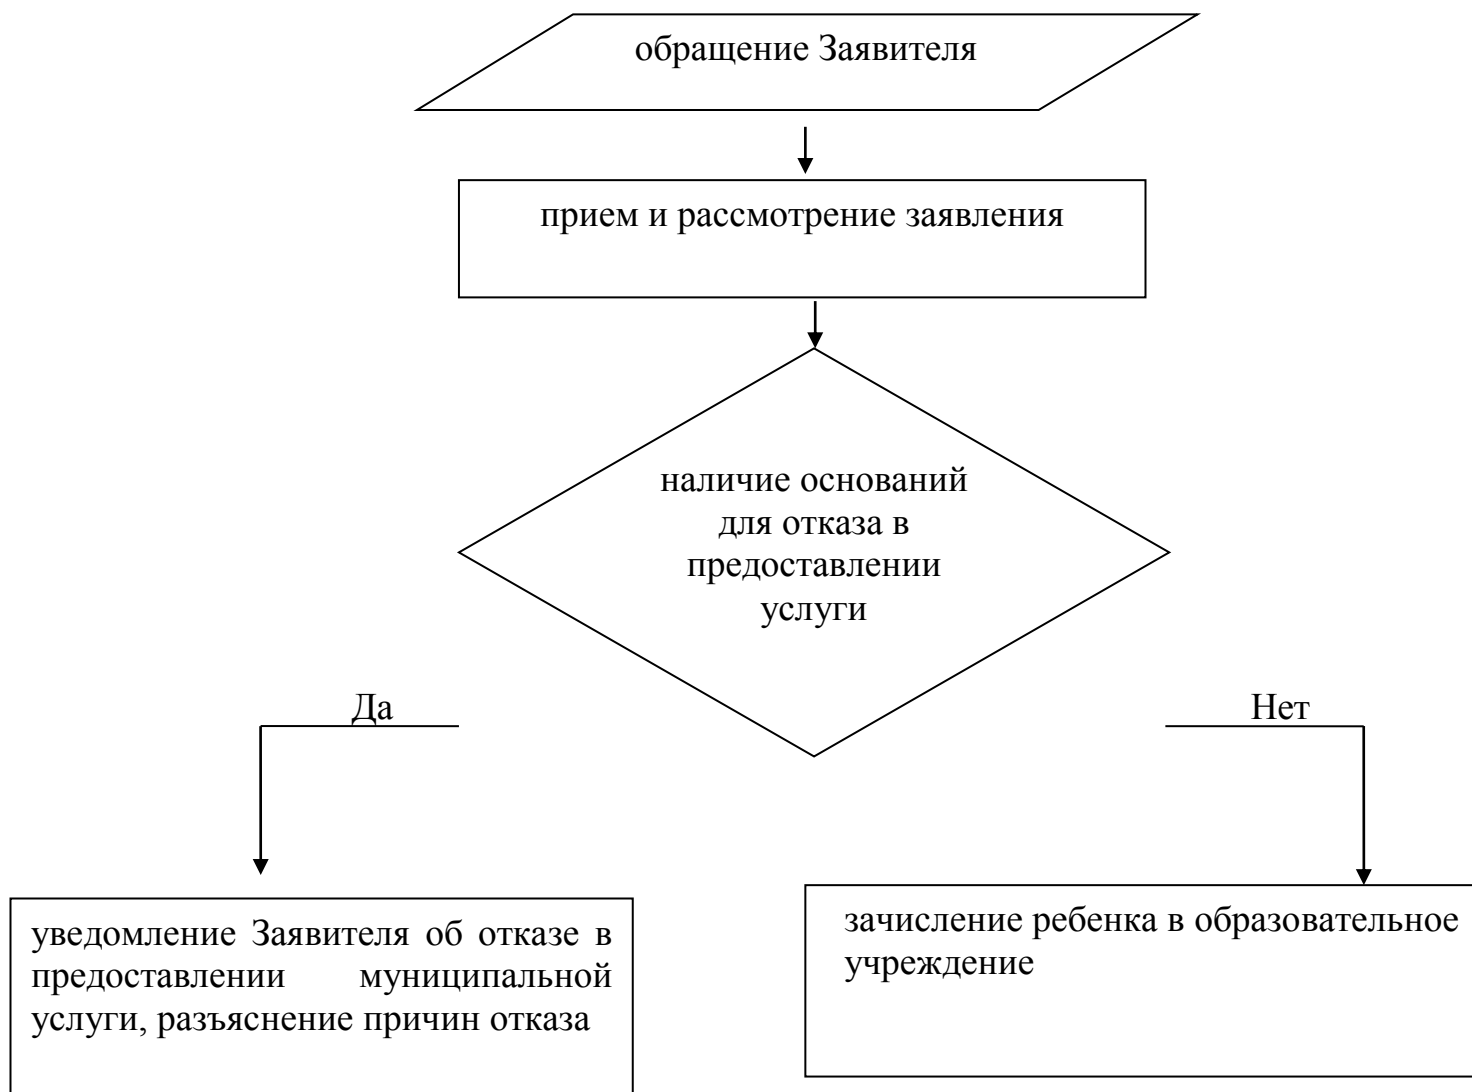 обращение Заявителя
прием и рассмотрение заявления
наличие оснований
для отказа в
предоставлении
услуги
Да
Нет
уведомление Заявителя об отказе в
предоставлении муниципальной
услуги, разъяснение причин отказа
зачисление ребенка в образовательное
учреждение